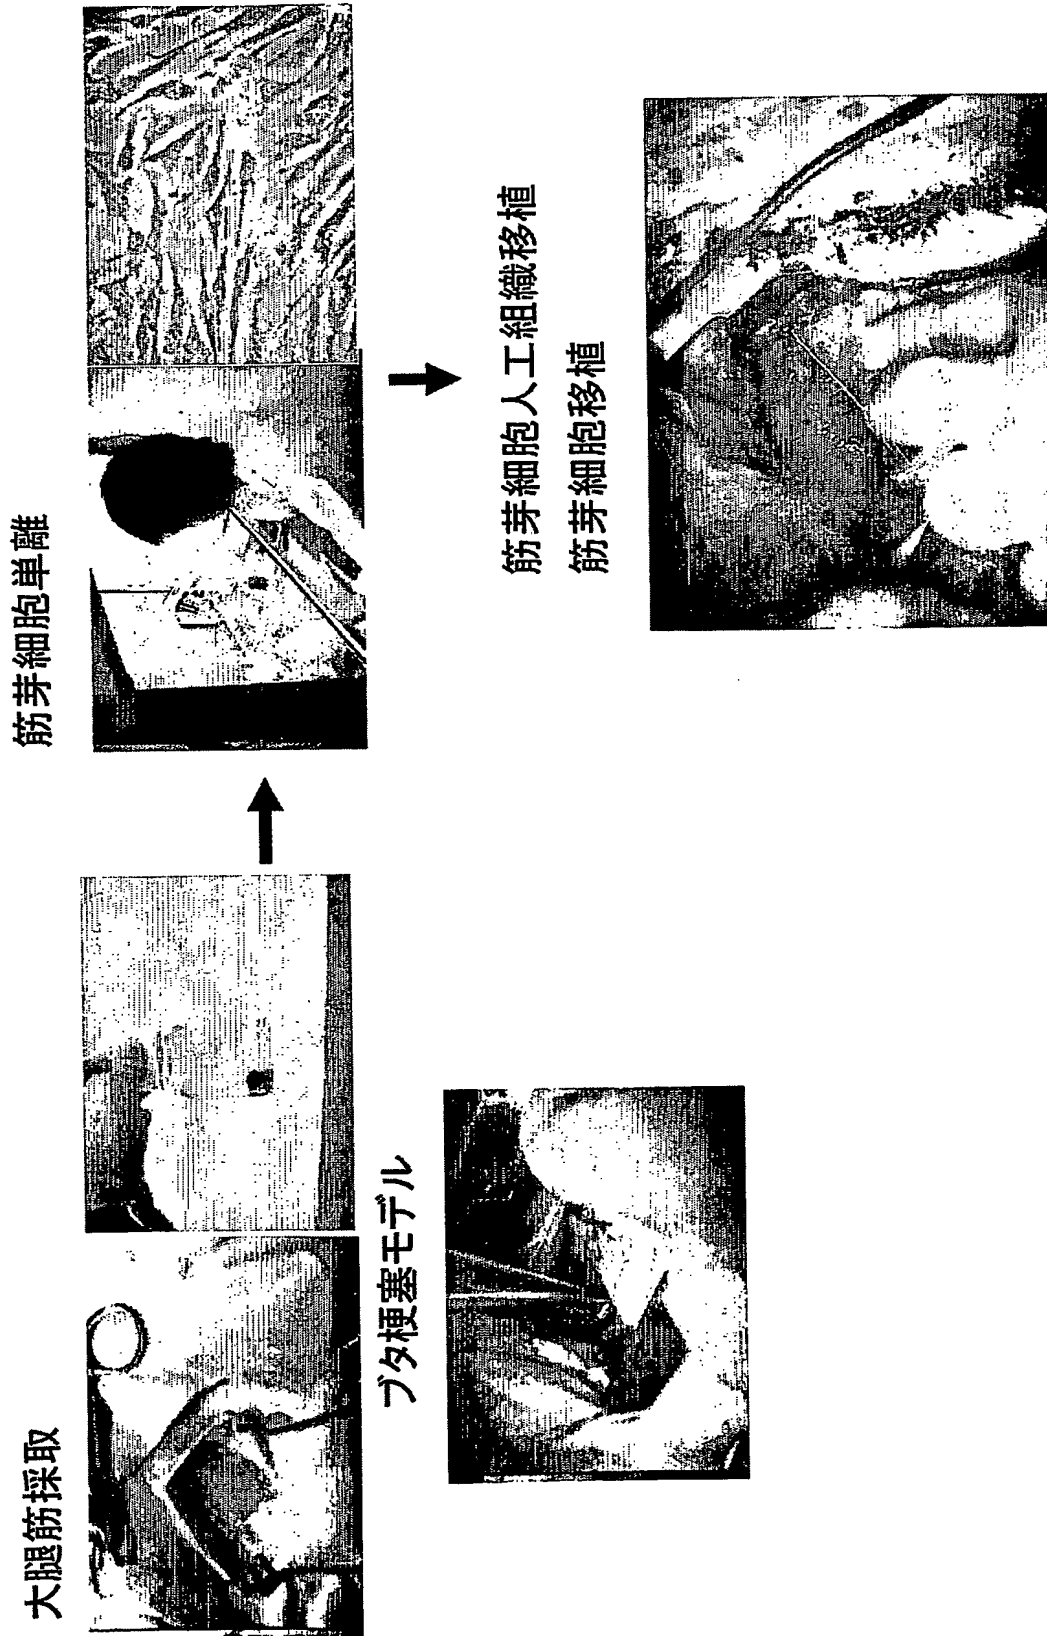 大腿筋採取
筋芽細胞単離
ブタ梗塞モデル
筋芽細胞人工組織移植
筋芽細胞移植